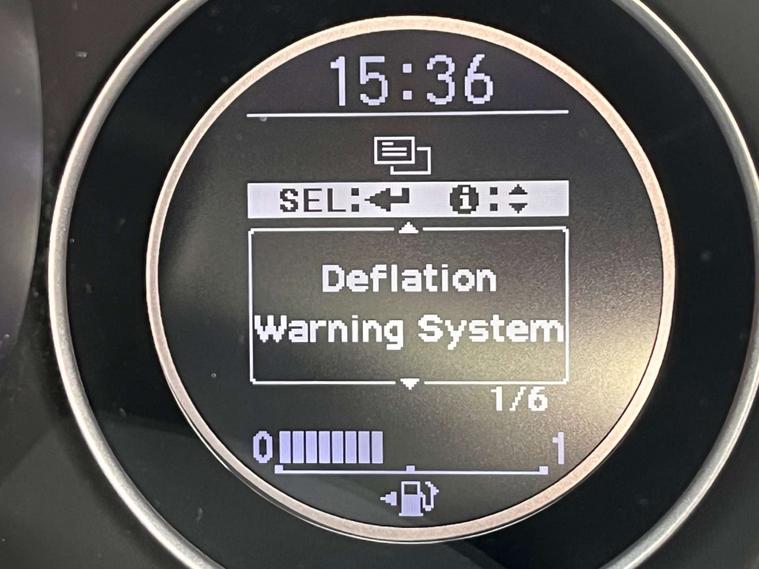 15:36
SEL: i:
Deflation
Warning System
1/6
0 1